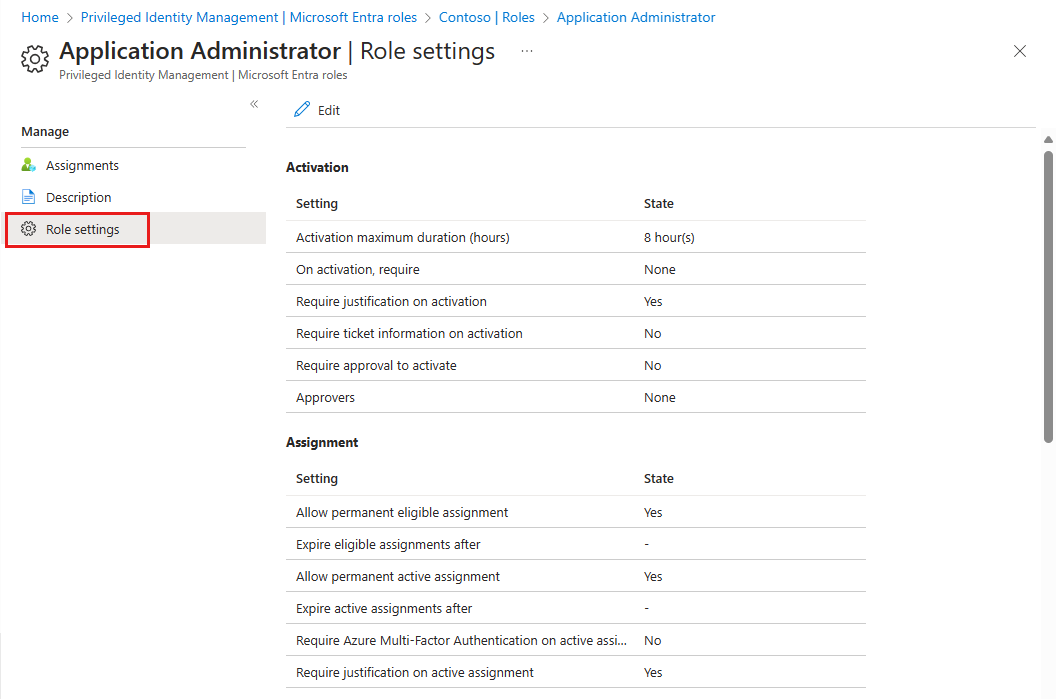 Home > Privileged Identity Management | Microsoft Entra roles > Contoso | Roles > Application Administrator
Application Administrator | Role settings ...
Privileged Identity Management | Microsoft Entra roles
«
Edit
Manage
Assignments
Description
Role settings
Activation
Setting State
Activation maximum duration (hours) 8 hour(s)
On activation, require None
Require justification on activation Yes
Require ticket information on activation No
Require approval to activate No
Approvers None
Assignment
Setting State
Allow permanent eligible assignment Yes
Expire eligible assignments after -
Allow permanent active assignment Yes
Expire active assignments after -
Require Azure Multi-Factor Authentication on active assi... No
Require justification on active assignment Yes